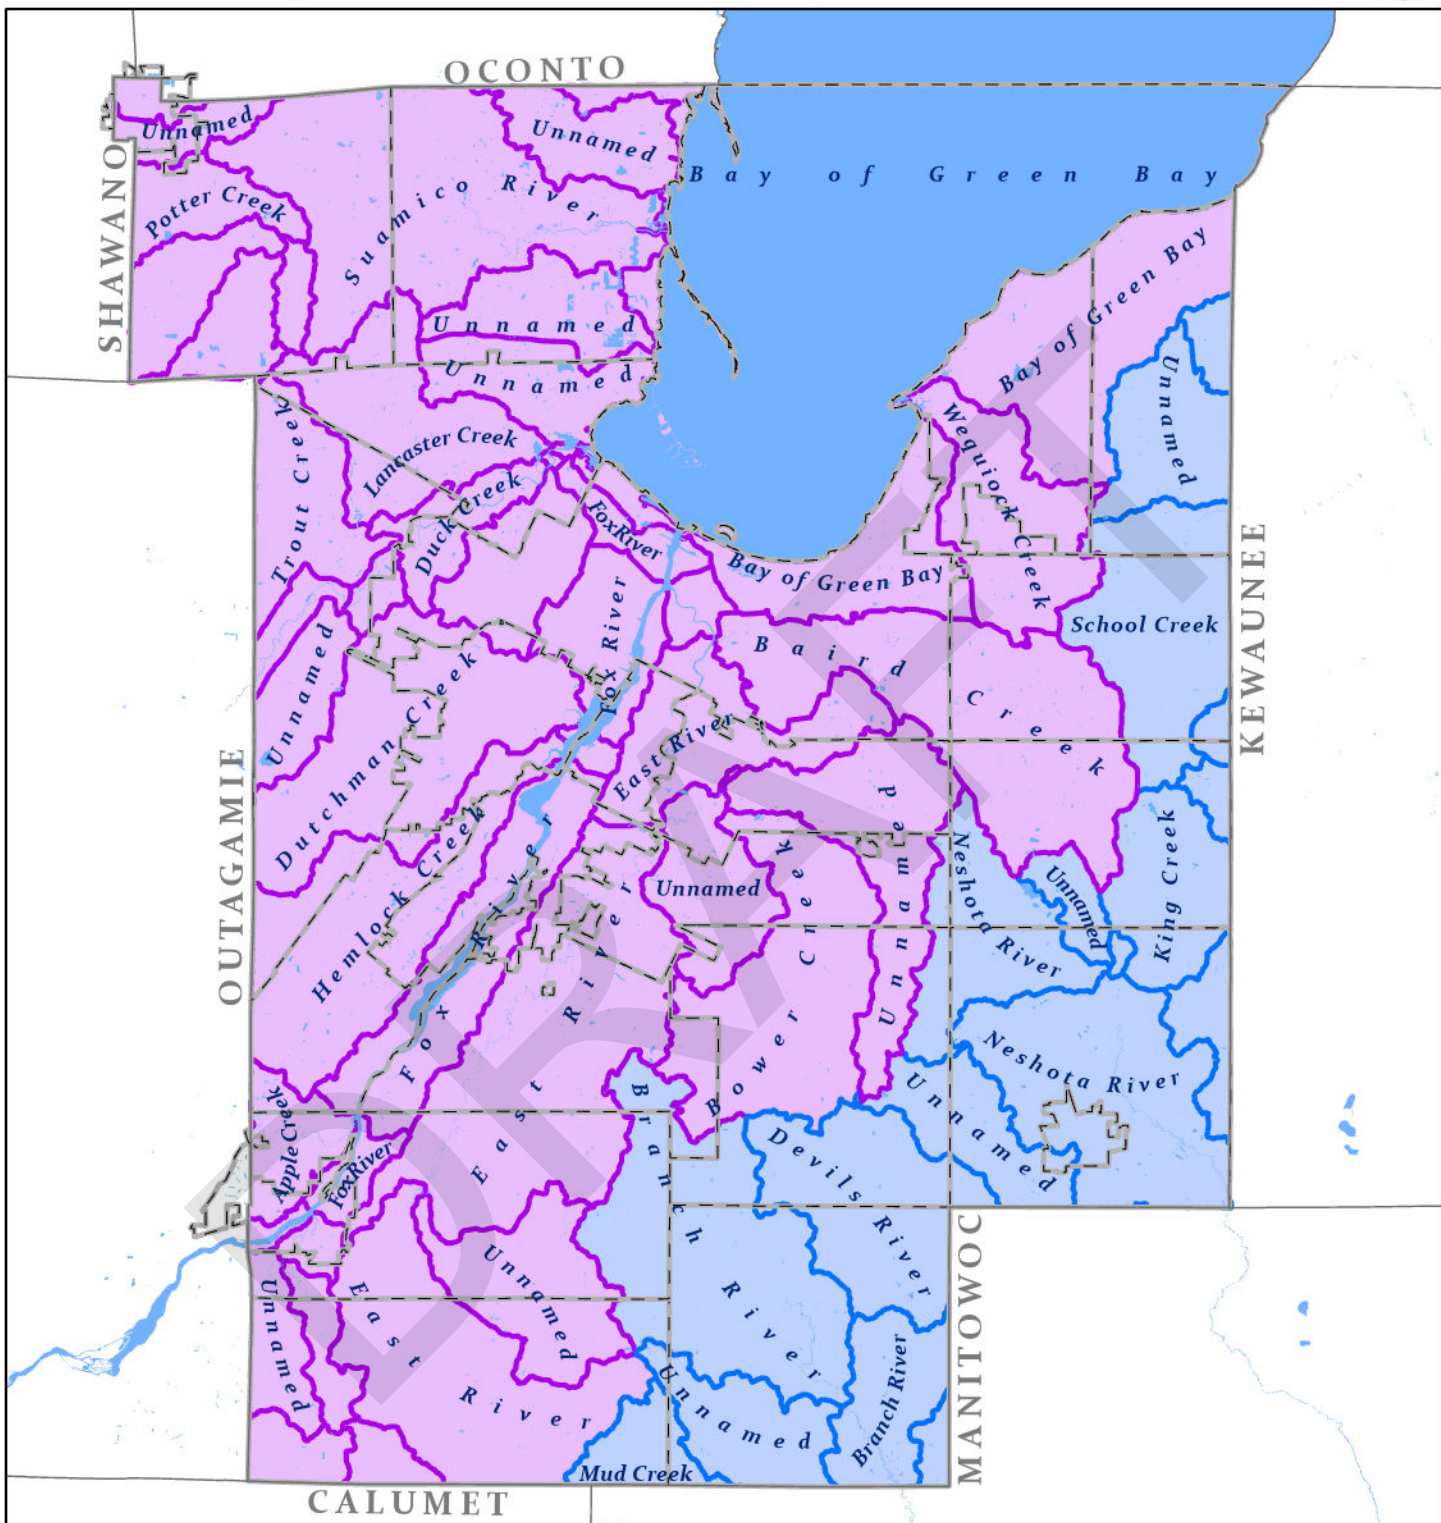 OCONTO
SHAWANO
Unnamed
Unnamed
Bay of Green Bay
Potter Creek
Suamico River
Bay of Green Bay
Unnamed
Unnamed
Unnamed
Trout Creek
Lancaster Creek
Duck Creek
Wequiock Creek
Fox River
Bay of Green Bay
School Creek
KEWAUNEE
Unnamed
Fox River
Baird Creek
Dutchman Creek
East River
OUTAGAMIE
Hemlock Creek
Fox River
Unnamed
Bower Creek
Unnamed
Neshota River
Unnamed
King Creek
East River
Neshota River
Unnamed
Apple Creek
Fox River
Branch River
Devils River
Unnamed
Unnamed
East River
Unnamed
Branch River
Mud Creek
MANITOWOC
CALUMET
DRAFT